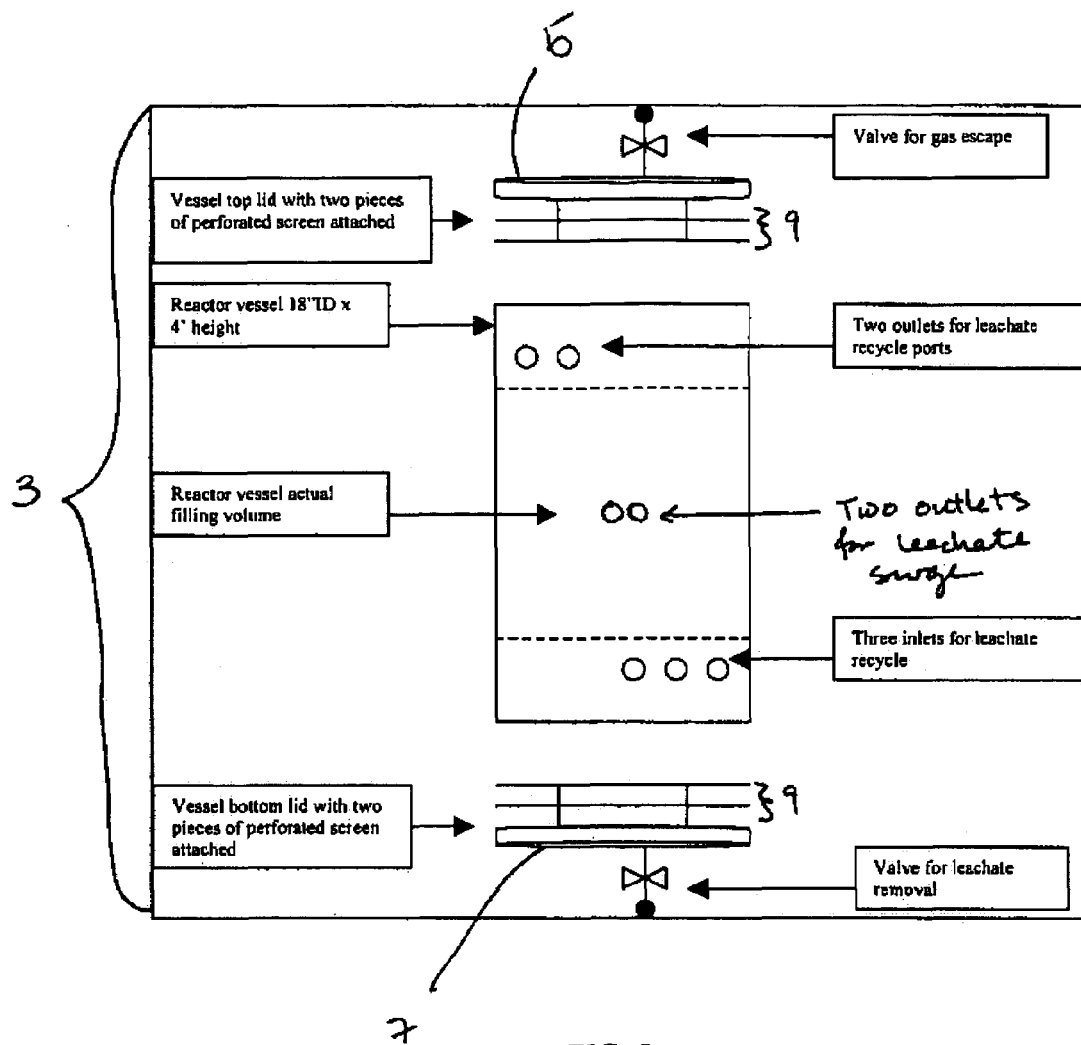 5
Valve for gas escape
Vessel top lid with two pieces
of perforated screen attached
9
Reactor vessel 18"ID x
4' height
Two outlets for leachate
recycle ports
3
Reactor vessel actual
filling volume
Two outlets
for leachate
surge
Three inlets for leachate
recycle
Vessel bottom lid with two
pieces of perforated screen
attached
9
Valve for leachate
removal
7